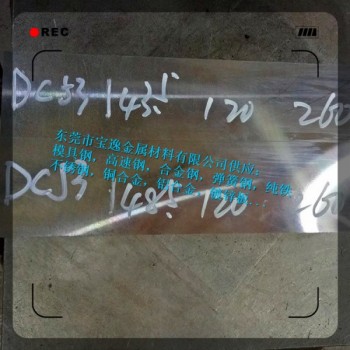 REC
DC53 143.5 120 260
东莞市宝逸金属材料有限公司供应:
模具钢,高速钢,合金钢,弹簧钢,纯铁
不锈钢,铜合金,铝合金,
DC53 148.5 120 260